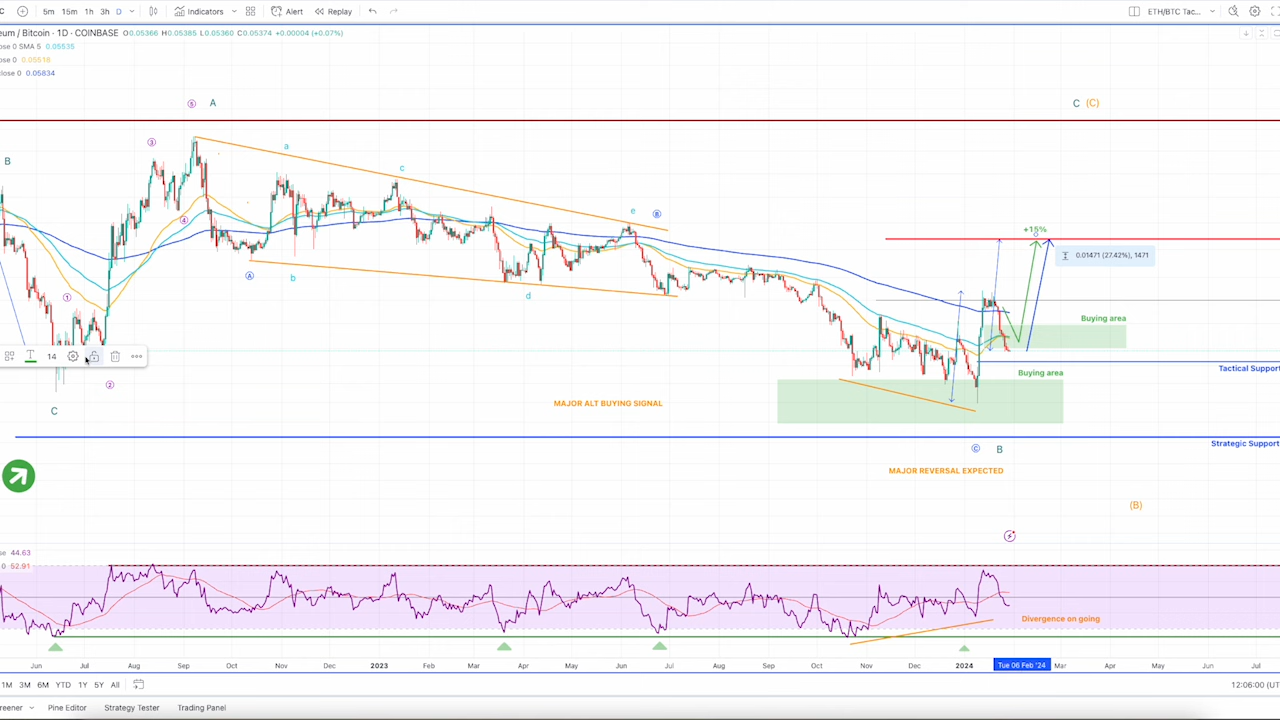 C 5m 15m 1h 3h D Indicators Alert Replay ETH/BTC Tac...
eum / Bitcoin · 1D · COINBASE O0.05366 H0.05385 L0.05360 C0.05374 +0.00004 (+0.07%)
ose 0 SMA 5 0.05535
ose 0 0.05518
close 0 0.05834
5 A C (C)
3
a
B
c
e B
4
+15%
0.01471 (27.42%), 1471
A b
d
1
Buying area
T 14
Tactical Support
Buying area
2
MAJOR ALT BUYING SIGNAL
C
Strategic Support
C B
MAJOR REVERSAL EXPECTED
(B)
se 44.63
0 52.91
Divergence on going
Jun Jul Aug Sep Oct Nov Dec 2023 Feb Mar Apr May Jun Jul Aug Sep Oct Nov Dec 2024 Tue 06 Feb '24 Mar Apr May Jun Jul
1M 3M 6M YTD 1Y 5Y All 12:06:00 (UT
reener Pine Editor Strategy Tester Trading Panel